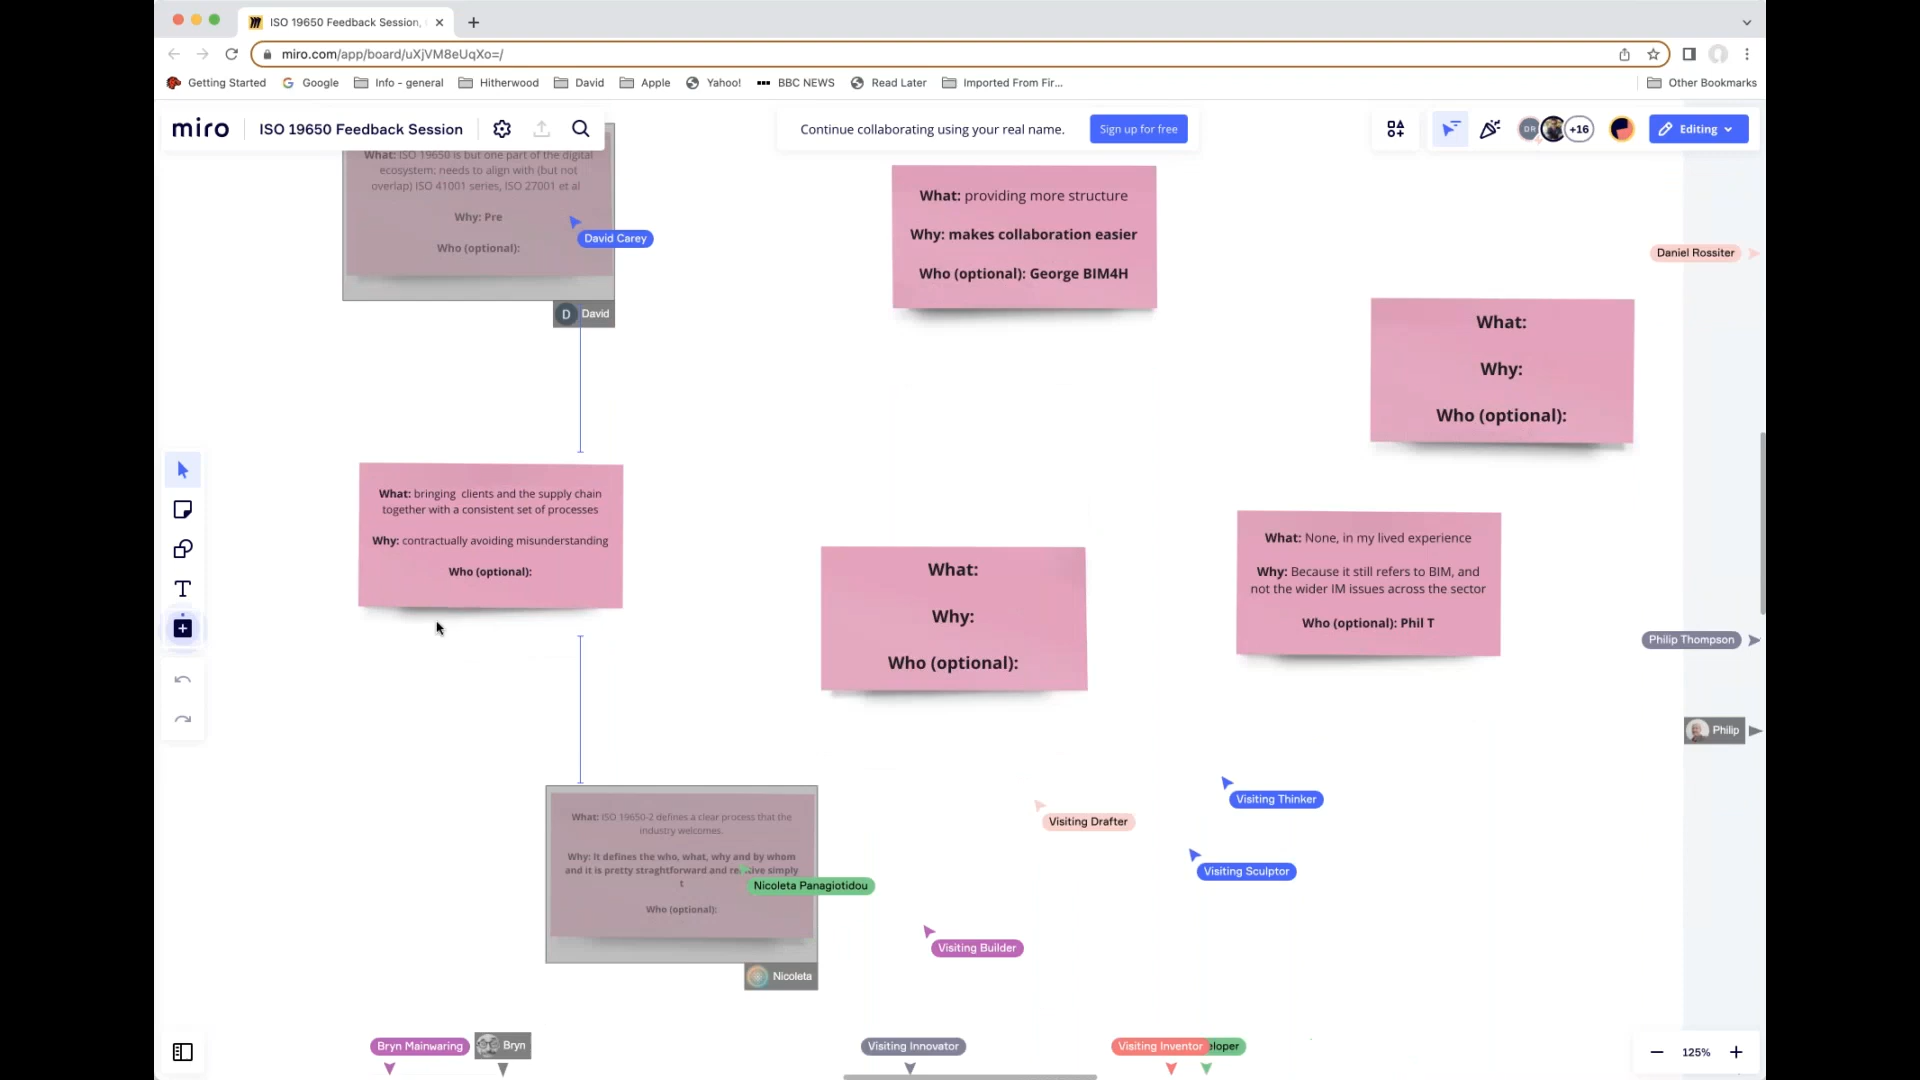 ISO 19650 Feedback Session,
miro.com/app/board/uXjVM8eUqXo=/
Getting Started
Google
Info - general
Hitherwood
David
Apple
Yahoo!
BBC NEWS
Read Later
Imported From Fir...
Other Bookmarks
miro
ISO 19650 Feedback Session
Continue collaborating using your real name.
Sign up for free
DR
+16
Editing
What: ISO 19650 is but one part of the digital
ecosystem; needs to align with (but not
overlap) ISO 41001 series, ISO 27001 et al
Why: Pre
Who (optional):
David Carey
D David
What: providing more structure
Why: makes collaboration easier
Who (optional): George BIM4H
Daniel Rossiter
What:
Why:
Who (optional):
What: bringing clients and the supply chain
together with a consistent set of processes
Why: contractually avoiding misunderstanding
Who (optional):
What:
Why:
Who (optional):
What: None, in my lived experience
Why: Because it still refers to BIM, and
not the wider IM issues across the sector
Who (optional): Phil T
Philip Thompson
Philip
What: ISO 19650-2 defines a clear process that the
industry welcomes.
Why: It defines the who, what, why and by whom
and it is pretty straghtforward and simply
t
Who (optional):
Nicoleta Panagiotidou
Nicoleta
Visiting Thinker
Visiting Drafter
Visiting Sculptor
Visiting Builder
Bryn Mainwaring
Bryn
Visiting Innovator
Visiting Inventor
eloper
125%